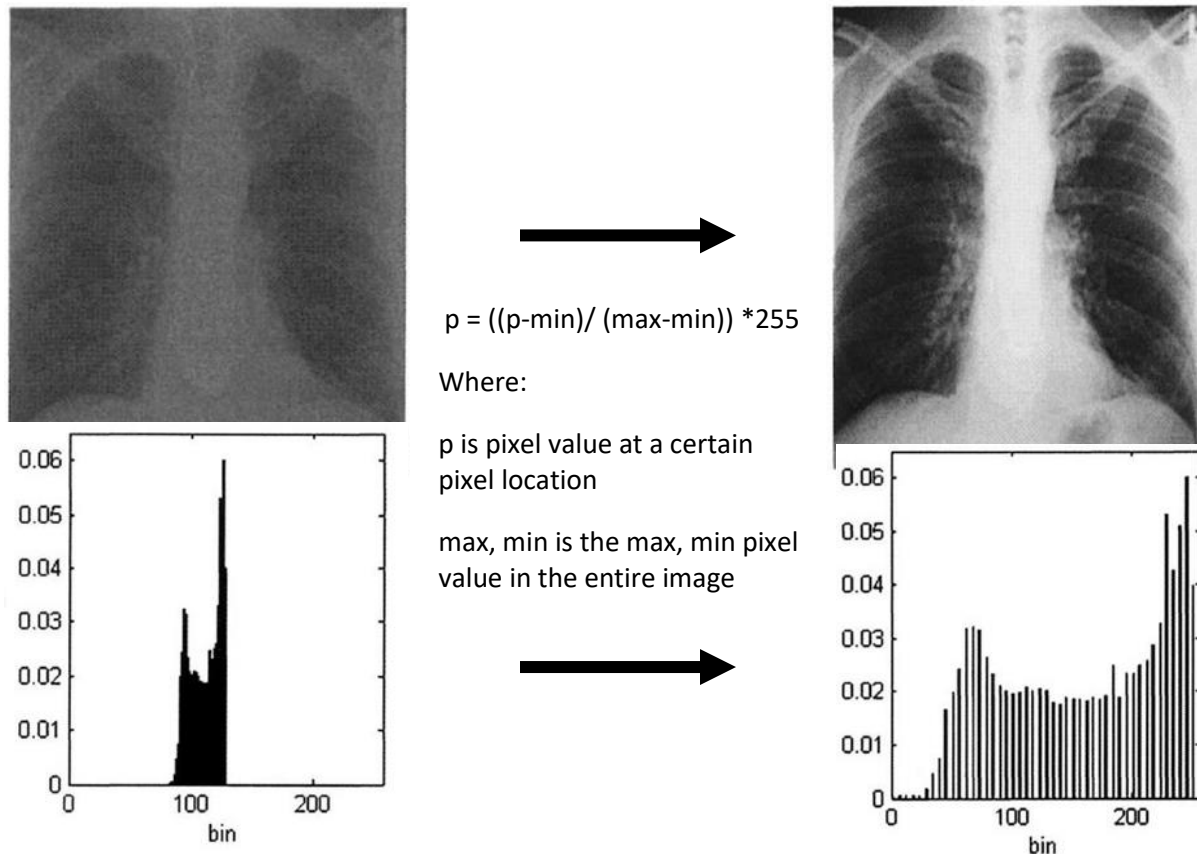 p = ((p-min)/ (max-min)) *255
Where:
p is pixel value at a certain
pixel location
max, min is the max, min pixel
value in the entire image
0.06
0.05
0.04
0.03
0.02
0.01
0
0
100
200
bin
0.06
0.05
0.04
0.03
0.02
0.01
0
0
100
200
bin